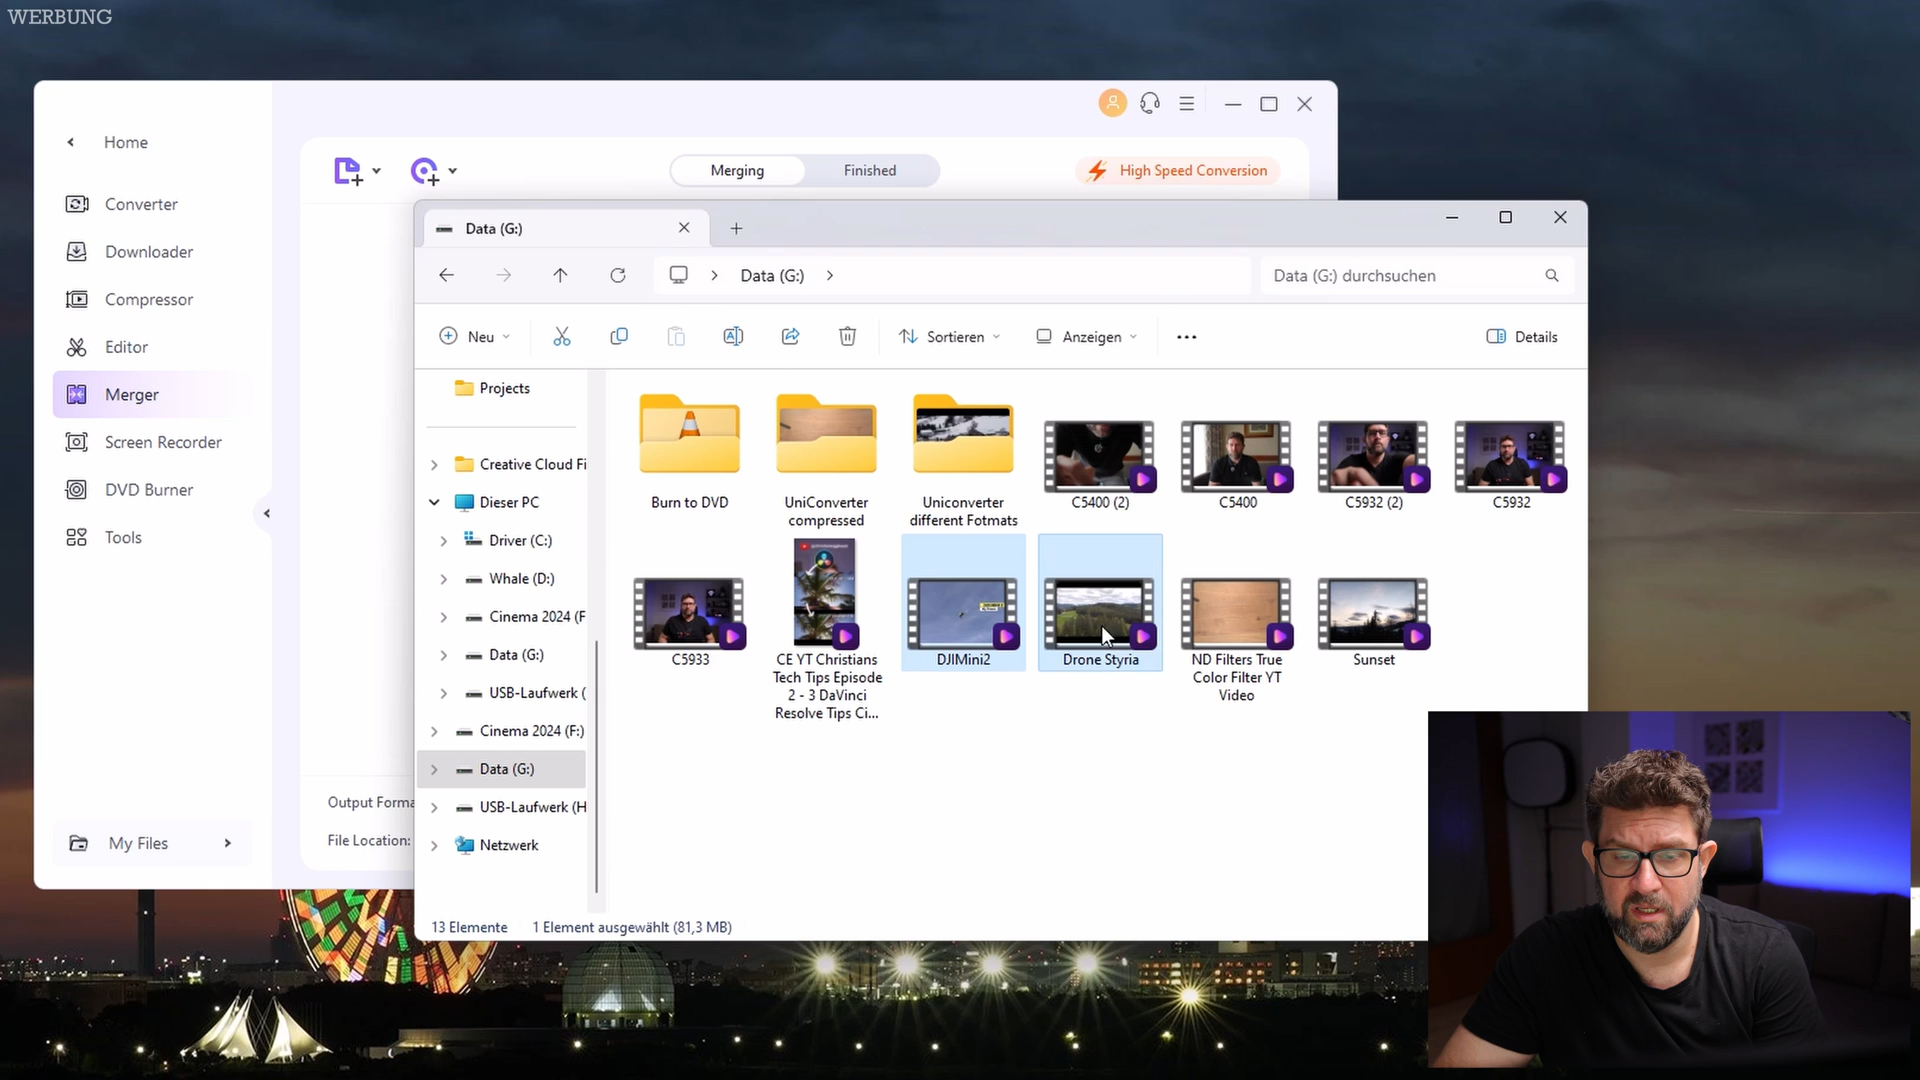 WERBUNG
Home
Converter
Downloader
Compressor
Editor
Merger
Screen Recorder
DVD Burner
Tools
My Files
Merging
Finished
High Speed Conversion
Output Forma
File Location:
Data (G:)
Data (G:)
Data (G:) durchsuchen
Neu
Sortieren
Anzeigen
Details
Projects
Creative Cloud Fi
Dieser PC
Driver (C:)
Whale (D:)
Cinema 2024 (F
Data (G:)
USB-Laufwerk (
Cinema 2024 (F:)
Data (G:)
USB-Laufwerk (H
Netzwerk
Burn to DVD
UniConverter
compressed
Uniconverter
different Fotmats
C5400 (2)
C5400
C5932 (2)
C5932
C5933
CE YT Christians
Tech Tips Episode
2 - 3 DaVinci
Resolve Tips Ci...
DJIMini2
Drone Styria
ND Filters True
Color Filter YT
Video
Sunset
13 Elemente
1 Element ausgewählt (81,3 MB)